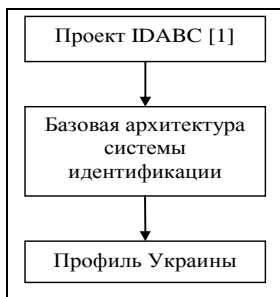 Проект IDABC [1]
Базовая архитектура
системы
идентификации
Профиль Украины